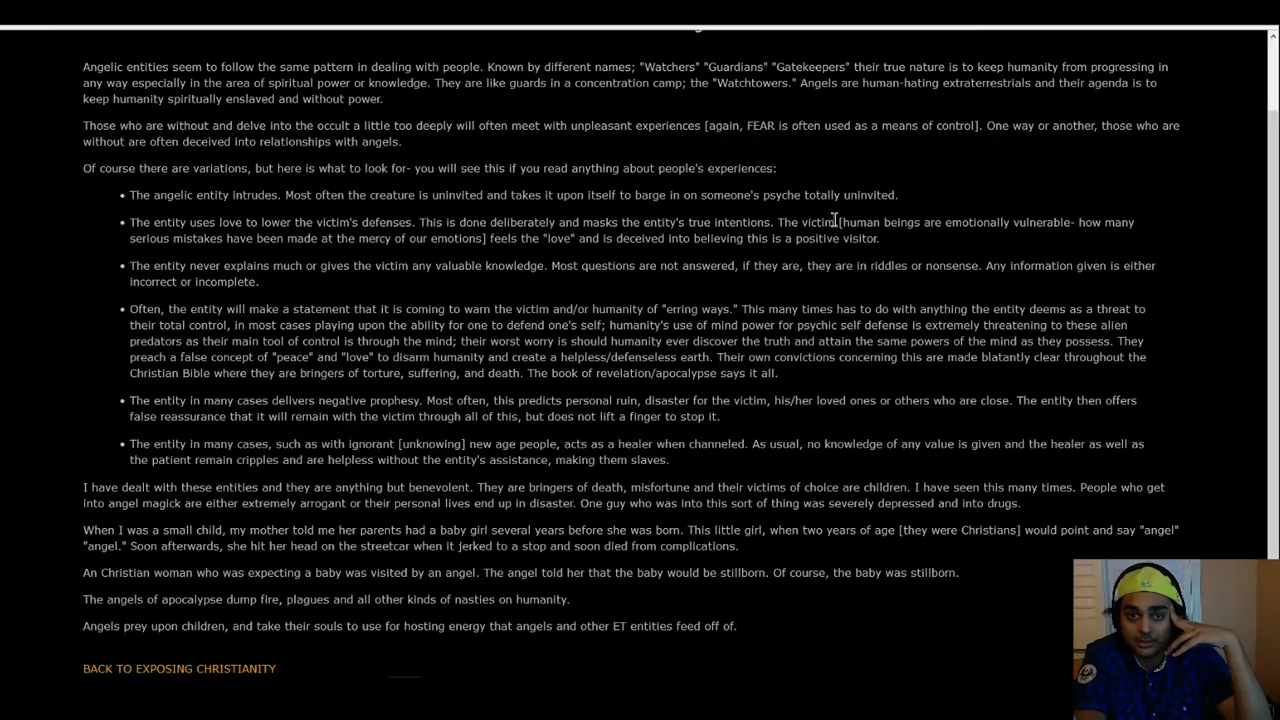 Angelic entities seem to follow the same pattern in dealing with people. Known by different names; "Watchers" "Guardians" "Gatekeepers" their true nature is to keep humanity from progressing in
any way especially in the area of spiritual power or knowledge. They are like guards in a concentration camp; the "Watchtowers." Angels are human-hating extraterrestrials and their agenda is to
keep humanity spiritually enslaved and without power.
Those who are without and delve into the occult a little too deeply will often meet with unpleasant experiences [again, FEAR is often used as a means of control]. One way or another, those who are
without are often deceived into relationships with angels.
Of course there are variations, but here is what to look for- you will see this if you read anything about people's experiences:
• The angelic entity intrudes. Most often the creature is uninvited and takes it upon itself to barge in on someone's psyche totally uninvited.
• The entity uses love to lower the victim's defenses. This is done deliberately and masks the entity's true intentions. The victim [human beings are emotionally vulnerable- how many
serious mistakes have been made at the mercy of our emotions] feels the "love" and is deceived into believing this is a positive visitor.
• The entity never explains much or gives the victim any valuable knowledge. Most questions are not answered, if they are, they are in riddles or nonsense. Any information given is either
incorrect or incomplete.
• Often, the entity will make a statement that it is coming to warn the victim and/or humanity of "erring ways." This many times has to do with anything the entity deems as a threat to
their total control, in most cases playing upon the ability for one to defend one's self; humanity's use of mind power for psychic self defense is extremely threatening to these alien
predators as their main tool of control is through the mind; their worst worry is should humanity ever discover the truth and attain the same powers of the mind as they possess. They
preach a false concept of "peace" and "love" to disarm humanity and create a helpless/defenseless earth. Their own convictions concerning this are made blatantly clear throughout the
Christian Bible where they are bringers of torture, suffering, and death. The book of revelation/apocalypse says it all.
• The entity in many cases delivers negative prophesy. Most often, this predicts personal ruin, disaster for the victim, his/her loved ones or others who are close. The entity then offers
false reassurance that it will remain with the victim through all of this, but does not lift a finger to stop it.
• The entity in many cases, such as with ignorant [unknowing] new age people, acts as a healer when channeled. As usual, no knowledge of any value is given and the healer as well as
the patient remain cripples and are helpless without the entity's assistance, making them slaves.
I have dealt with these entities and they are anything but benevolent. They are bringers of death, misfortune and their victims of choice are children. I have seen this many times. People who get
into angel magick are either extremely arrogant or their personal lives end up in disaster. One guy who was into this sort of thing was severely depressed and into drugs.
When I was a small child, my mother told me her parents had a baby girl several years before she was born. This little girl, when two years of age [they were Christians] would point and say "angel"
"angel." Soon afterwards, she hit her head on the streetcar when it jerked to a stop and soon died from complications.
An Christian woman who was expecting a baby was visited by an angel. The angel told her that the baby would be stillborn. Of course, the baby was stillborn.
The angels of apocalypse dump fire, plagues and all other kinds of nasties on humanity.
Angels prey upon children, and take their souls to use for hosting energy that angels and other ET entities feed off of.
BACK TO EXPOSING CHRISTIANITY